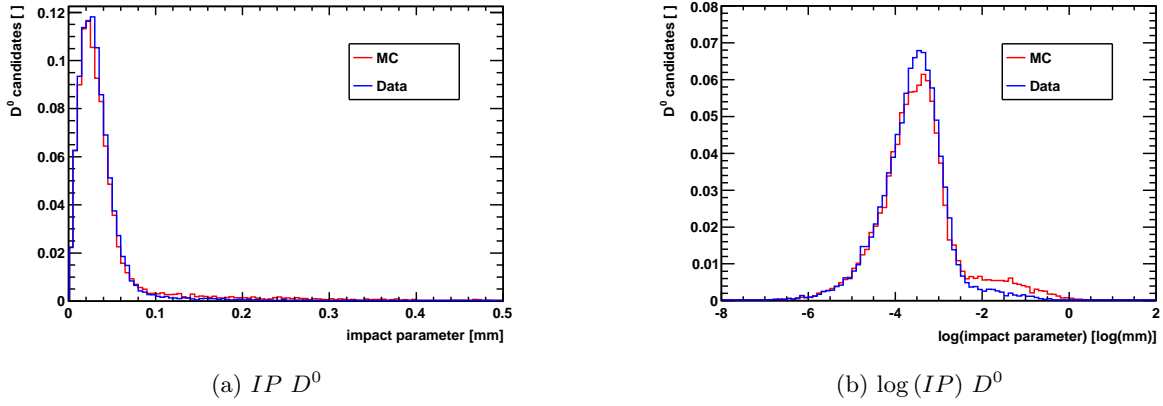 D⁰ candidates [ ]
0.12
0.1
0.08
0.06
0.04
0.02
0
MC
Data
0 0.1 0.2 0.3 0.4 0.5
impact parameter [mm]
(a) IP D⁰
D⁰ candidates [ ]
0.08
0.07
0.06
0.05
0.04
0.03
0.02
0.01
0
MC
Data
-8 -6 -4 -2 0 2
log(impact parameter) [log(mm)]
(b) log (IP) D⁰